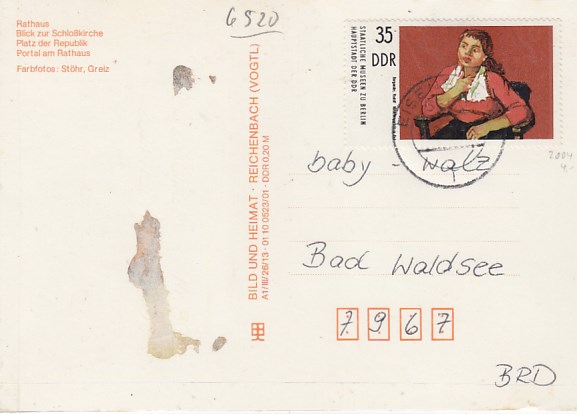 Rathaus
Blick zur Schloßkirche
Platz der Republik
Portal am Rathaus
Farbfotos: Stöhr, Greiz
6520
BILD UND HEIMAT · REICHENBACH (VOGTL)
A1/III/26/13 · 01 10 0523/01 · DDR 0,20 M
35
DDR
STAATLICHE MUSEEN ZU BERLIN
HAUPTSTADT DER DDR
baby - walz
Bad Waldsee
7967
BRD